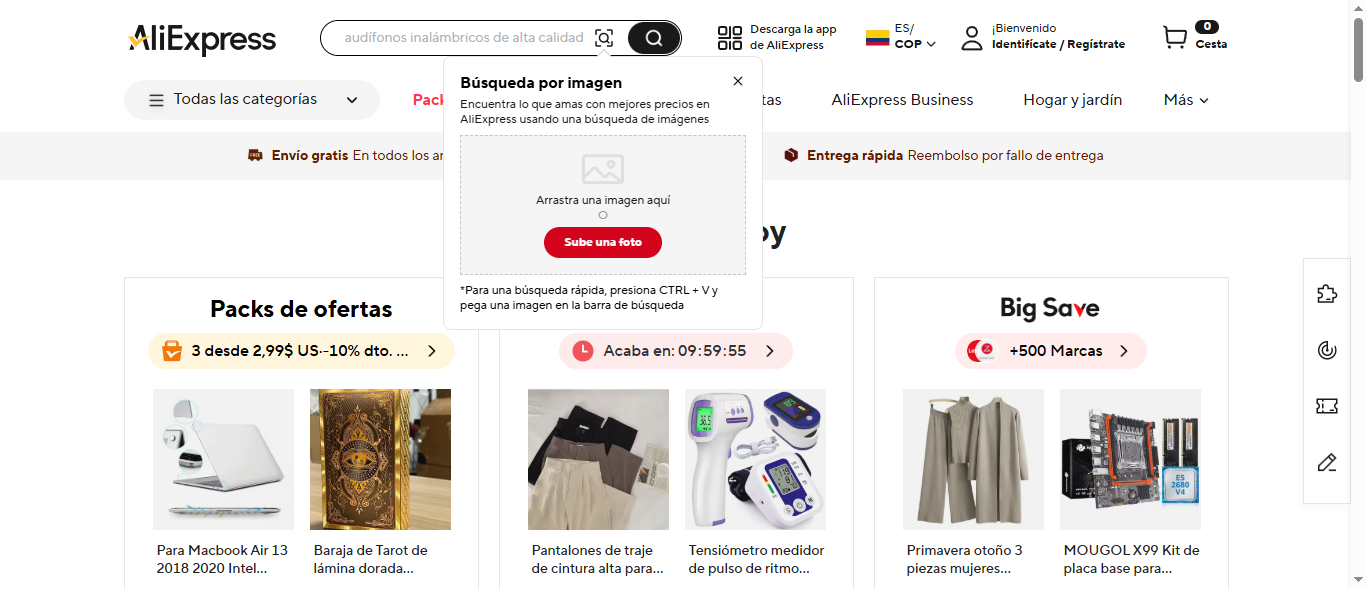 AliExpress
audífonos inalámbricos de alta calidad
Descarga la app
de AliExpress
ES/
COP
¡Bienvenido
Identifícate / Regístrate
0
Cesta
Todas las categorías
AliExpress Business
Hogar y jardín
Más
Búsqueda por imagen
Encuentra lo que amas con mejores precios en
AliExpress usando una búsqueda de imágenes
Arrastra una imagen aquí
O
Sube una foto
*Para una búsqueda rápida, presiona CTRL + V y
pega una imagen en la barra de búsqueda
Envío gratis En todos los
Entrega rápida Reembolso por fallo de entrega
Packs de ofertas
3 desde 2,99$ US·-10% dto. ...
Acaba en: 09:59:55
Big Save
+500 Marcas
E5
2680
V4
Para Macbook Air 13
2018 2020 Intel...
Baraja de Tarot de
lámina dorada...
Pantalones de traje
de cintura alta para...
Tensiómetro medidor
de pulso de ritmo...
Primavera otoño 3
piezas mujeres...
MOUGOL X99 Kit de
placa base para...